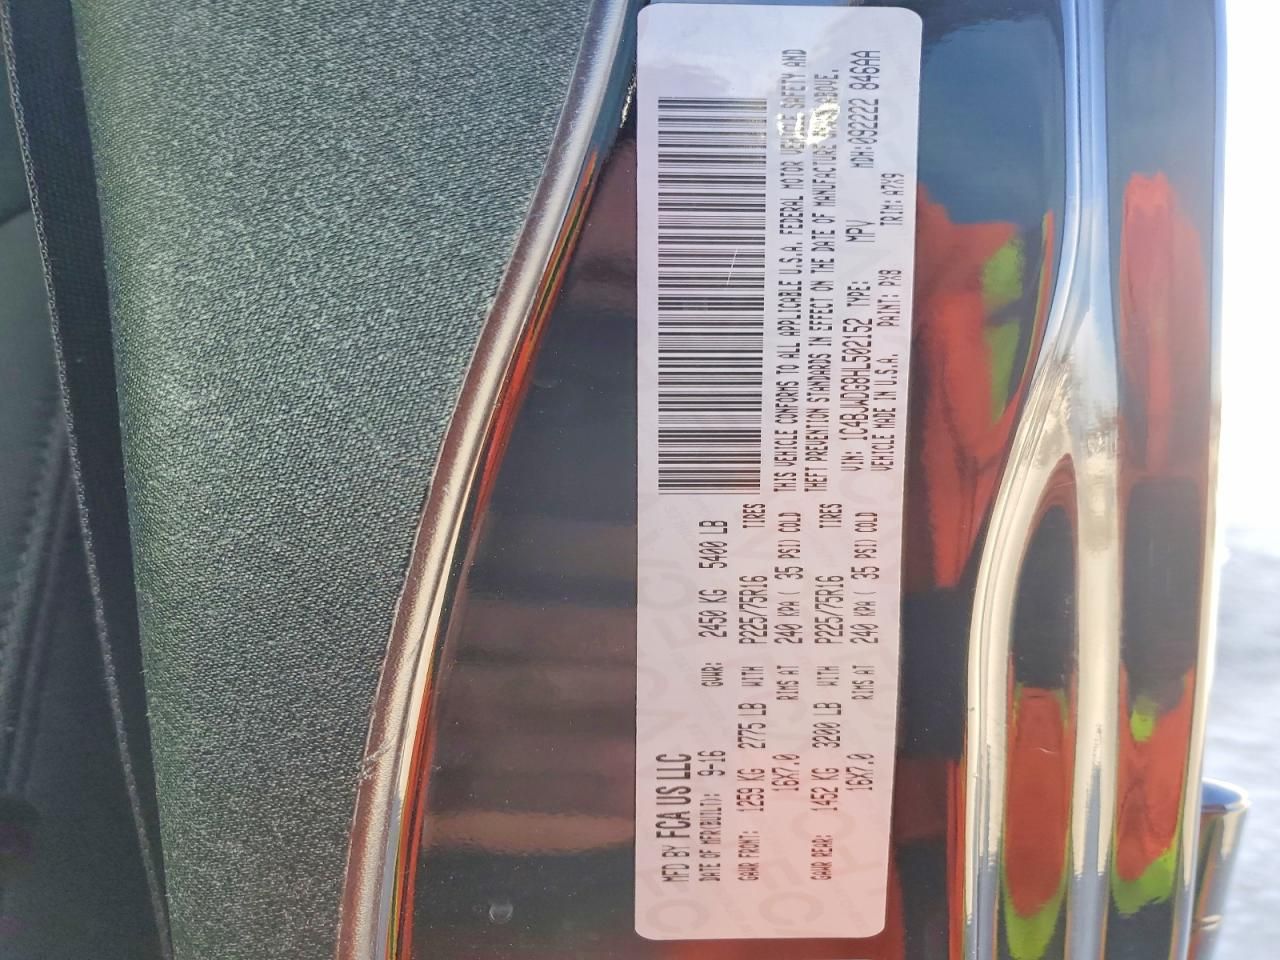 MFD BY FCA US LLC
DATE OF MFR(BUILT): 9-16 GVWR: 2450 KG 5400 LB
GAWR FRONT: 1259 KG 2775 LB WITH P225/75R16 TIRES
16X7.0 RIMS AT 240 KPA ( 35 PSI) COLD
GAWR REAR: 1452 KG 3200 LB WITH P225/75R16 TIRES
16X7.0 RIMS AT 240 KPA ( 35 PSI) COLD
THIS VEHICLE CONFORMS TO ALL APPLICABLE U.S.A. FEDERAL MOTOR VEHICLE SAFETY AND
THEFT PREVENTION STANDARDS IN EFFECT ON THE DATE OF MANUFACTURE SHOWN ABOVE.
VIN: 1C4BJWDG8HL502152 TYPE: MPV MDH:092222 846AA
VEHICLE MADE IN U.S.A. PAINT: PX8 TRIM: A7X9